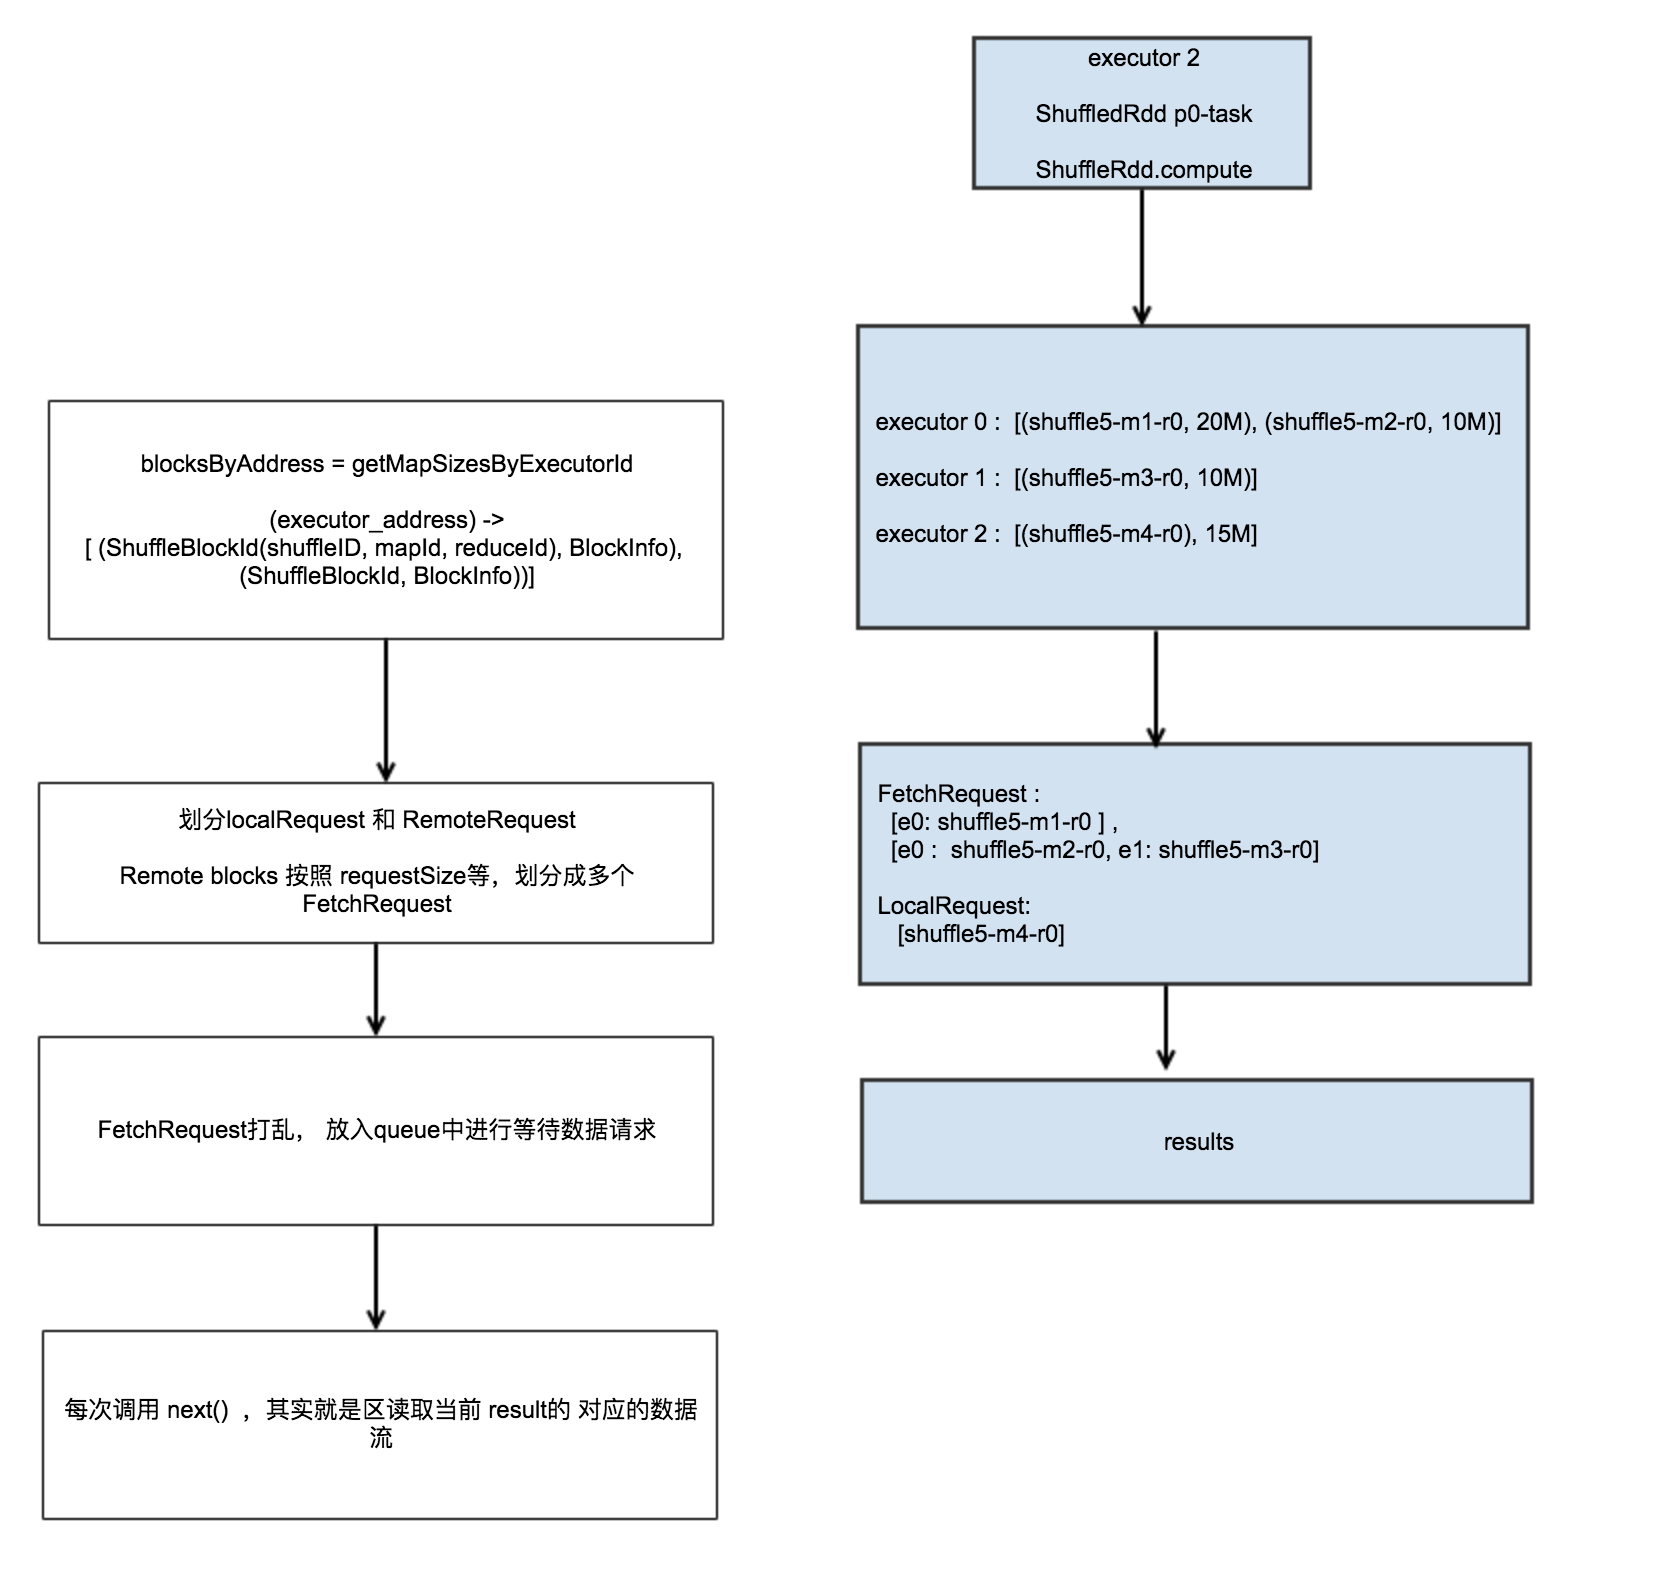 executor 2
ShuffledRdd p0-task
ShuffleRdd.compute
executor 0 :  [(shuffle5-m1-r0, 20M), (shuffle5-m2-r0, 10M)]
executor 1 :  [(shuffle5-m3-r0, 10M)]
executor 2 :  [(shuffle5-m4-r0), 15M]
FetchRequest :
[e0: shuffle5-m1-r0 ] ,
[e0 :  shuffle5-m2-r0, e1: shuffle5-m3-r0]
LocalRequest:
[shuffle5-m4-r0]
results
blocksByAddress = getMapSizesByExecutorId
(executor_address) ->
[ (ShuffleBlockId(shuffleID, mapId, reduceId), BlockInfo),
(ShuffleBlockId, BlockInfo))]
划分localRequest 和 RemoteRequest
Remote blocks 按照 requestSize等，划分成多个
FetchRequest
FetchRequest打乱， 放入queue中进行等待数据请求
每次调用 next() ，其实就是区读取当前 result的 对应的数据
流